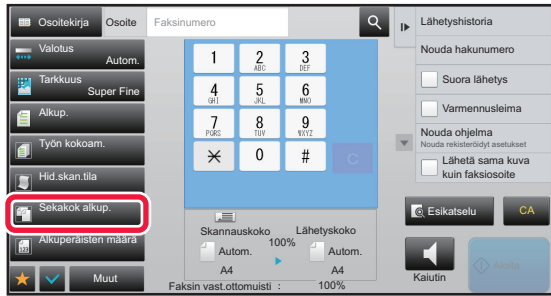 Osoitekirja
Osoite
Faksinumero
Valotus
Autom.
Tarkkuus
Super Fine
Alkup.
Työn kokoam.
Hid.skan.tila
Sekakok alkup.
Alkuperäisten määrä
Muut
1
2
ABC
3
DEF
4
GHI
5
JKL
6
MNO
7
PQRS
8
TUV
9
WXYZ
0
#
C
Skannauskoko
100%
Lähetyskoko
Autom.
A4
Autom.
A4
Faksin vast.ottomuisti : 100%
Lähetyshistoria
Nouda hakunumero
Suora lähetys
Varmennusleima
Nouda ohjelma
Nouda rekisteröidyt asetukset
Lähetä sama kuva
kuin faksiosoite
Esikatselu
CA
Kaiutin
Aloita